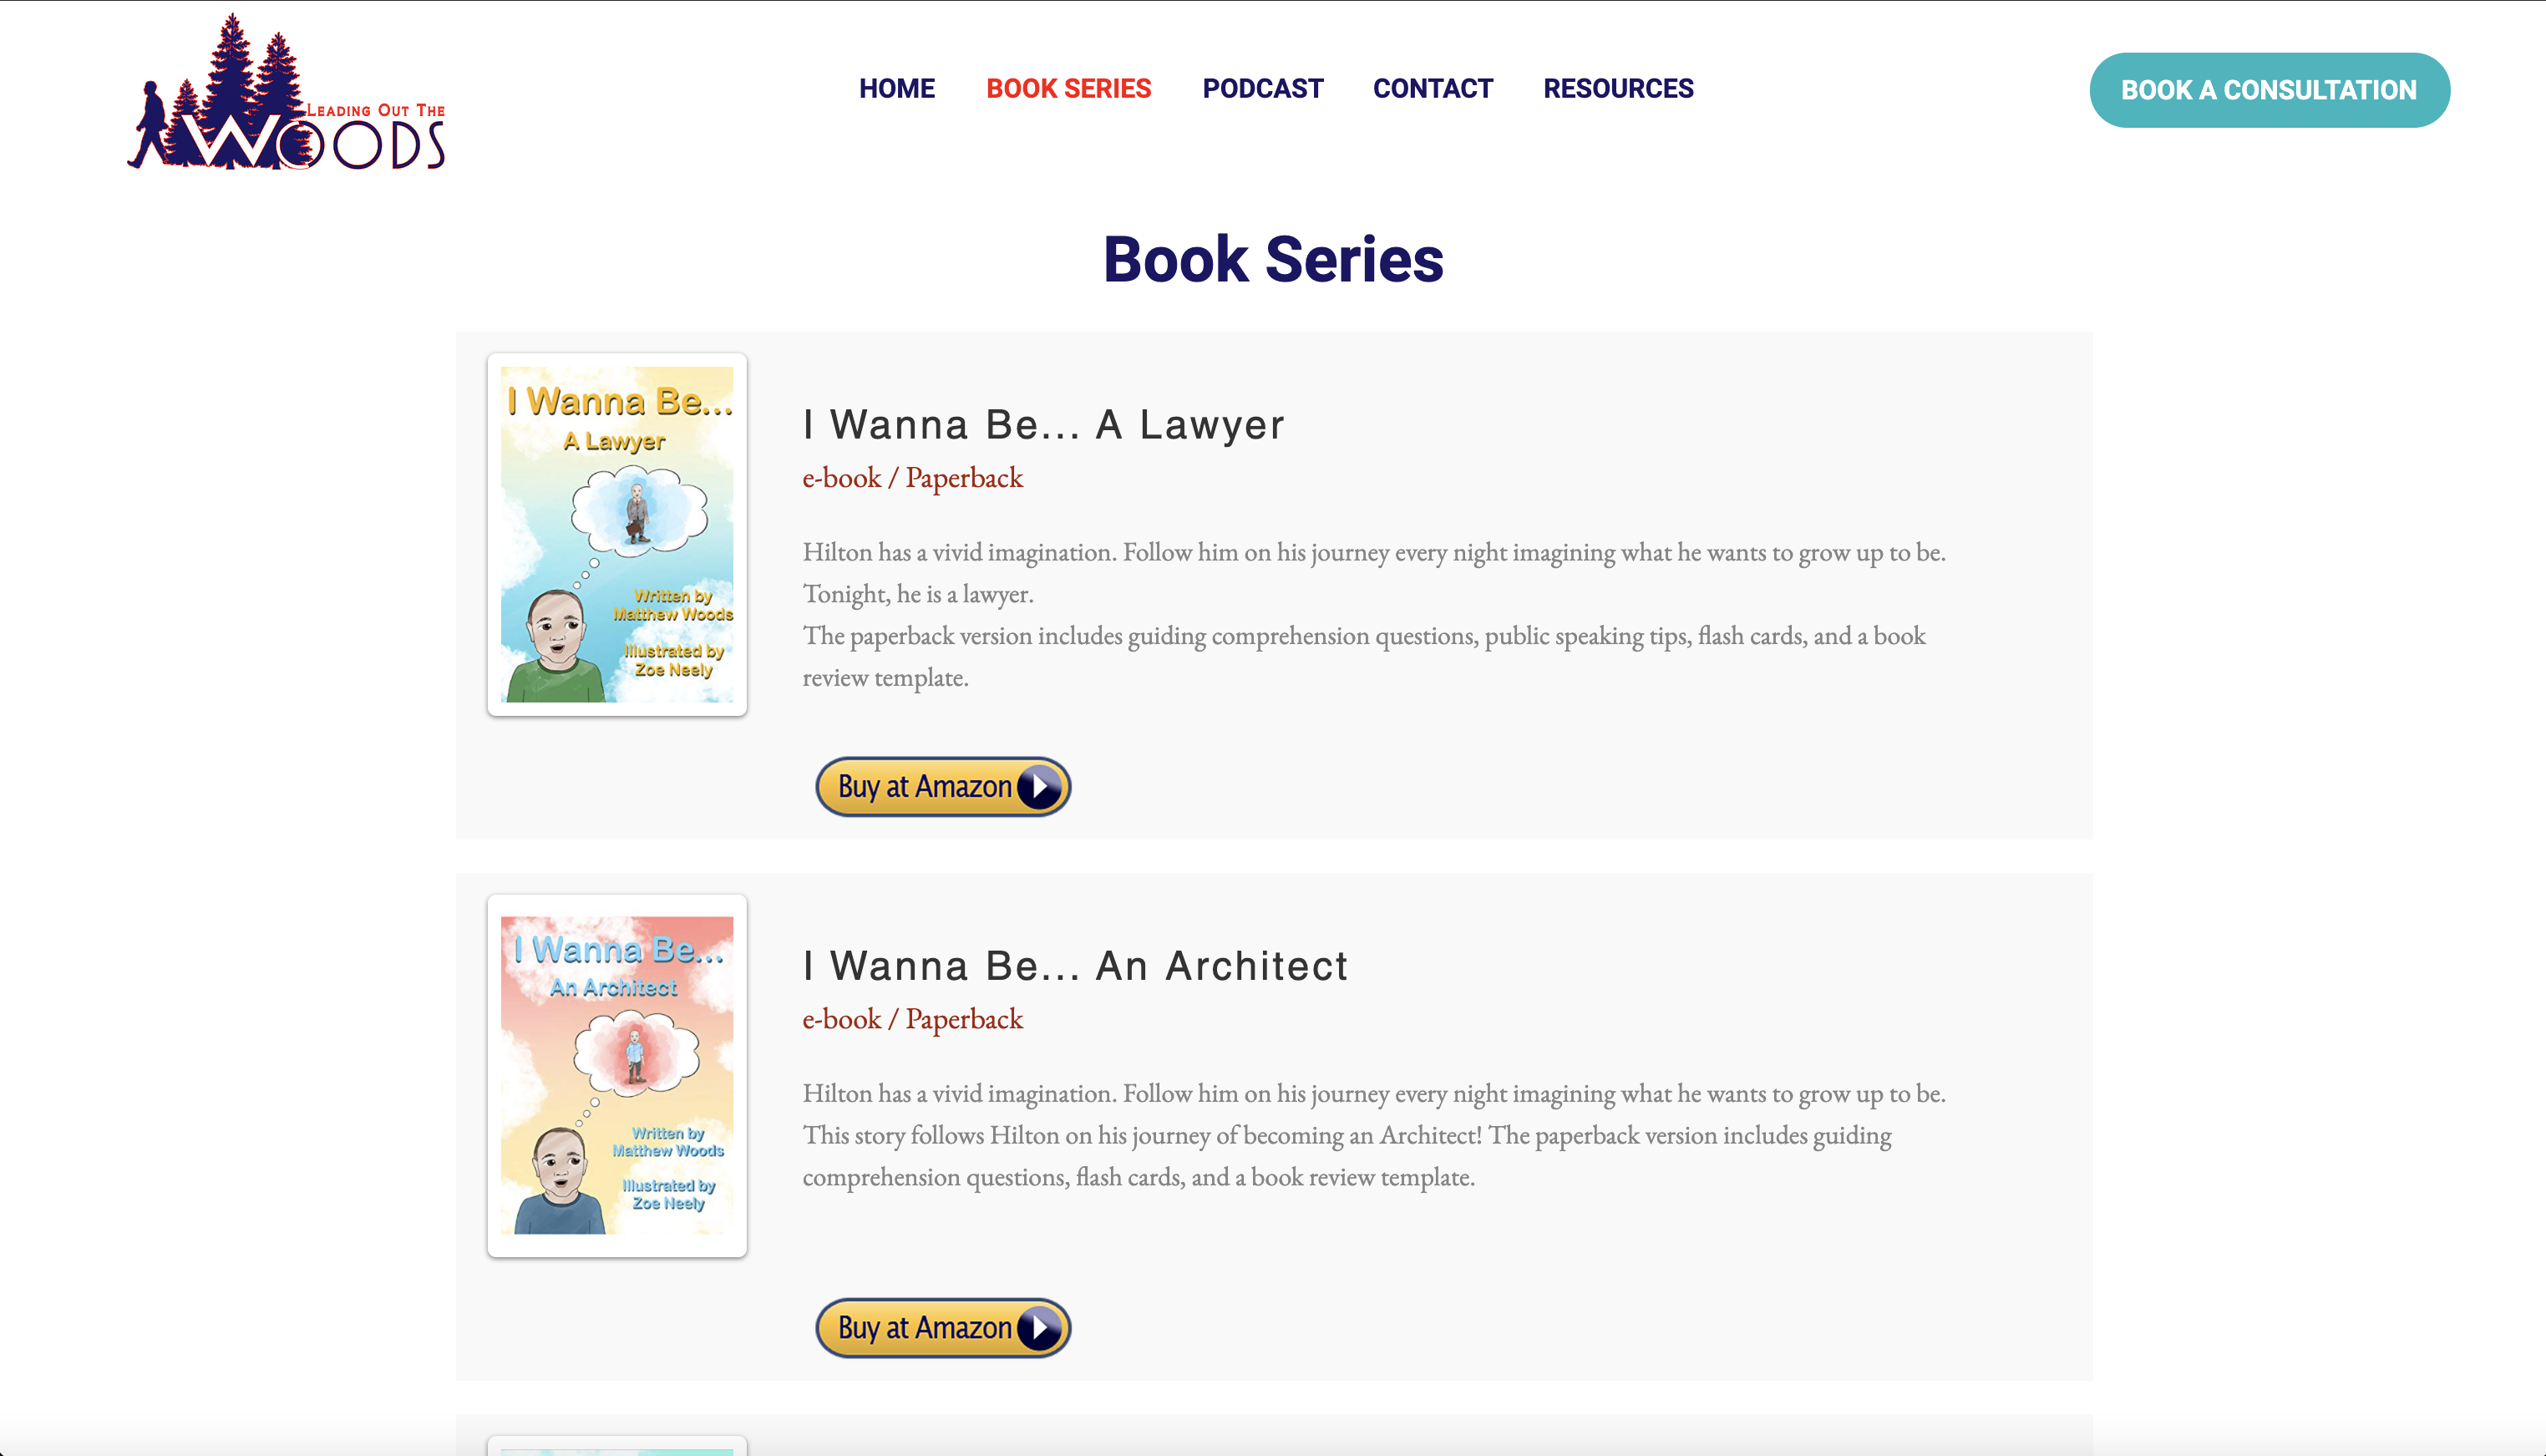 LEADING OUT THE
WOODS
HOME BOOK SERIES PODCAST CONTACT RESOURCES
BOOK A CONSULTATION
Book Series
I Wanna Be...
A Lawyer
Written by
Matthew Woods
Illustrated by
Zoe Neely
I Wanna Be... A Lawyer
e-book / Paperback
Hilton has a vivid imagination. Follow him on his journey every night imagining what he wants to grow up to be.
Tonight, he is a lawyer.
The paperback version includes guiding comprehension questions, public speaking tips, flash cards, and a book
review template.
Buy at Amazon
I Wanna Be...
An Architect
Written by
Matthew Woods
Illustrated by
Zoe Neely
I Wanna Be... An Architect
e-book / Paperback
Hilton has a vivid imagination. Follow him on his journey every night imagining what he wants to grow up to be.
This story follows Hilton on his journey of becoming an Architect! The paperback version includes guiding
comprehension questions, flash cards, and a book review template.
Buy at Amazon